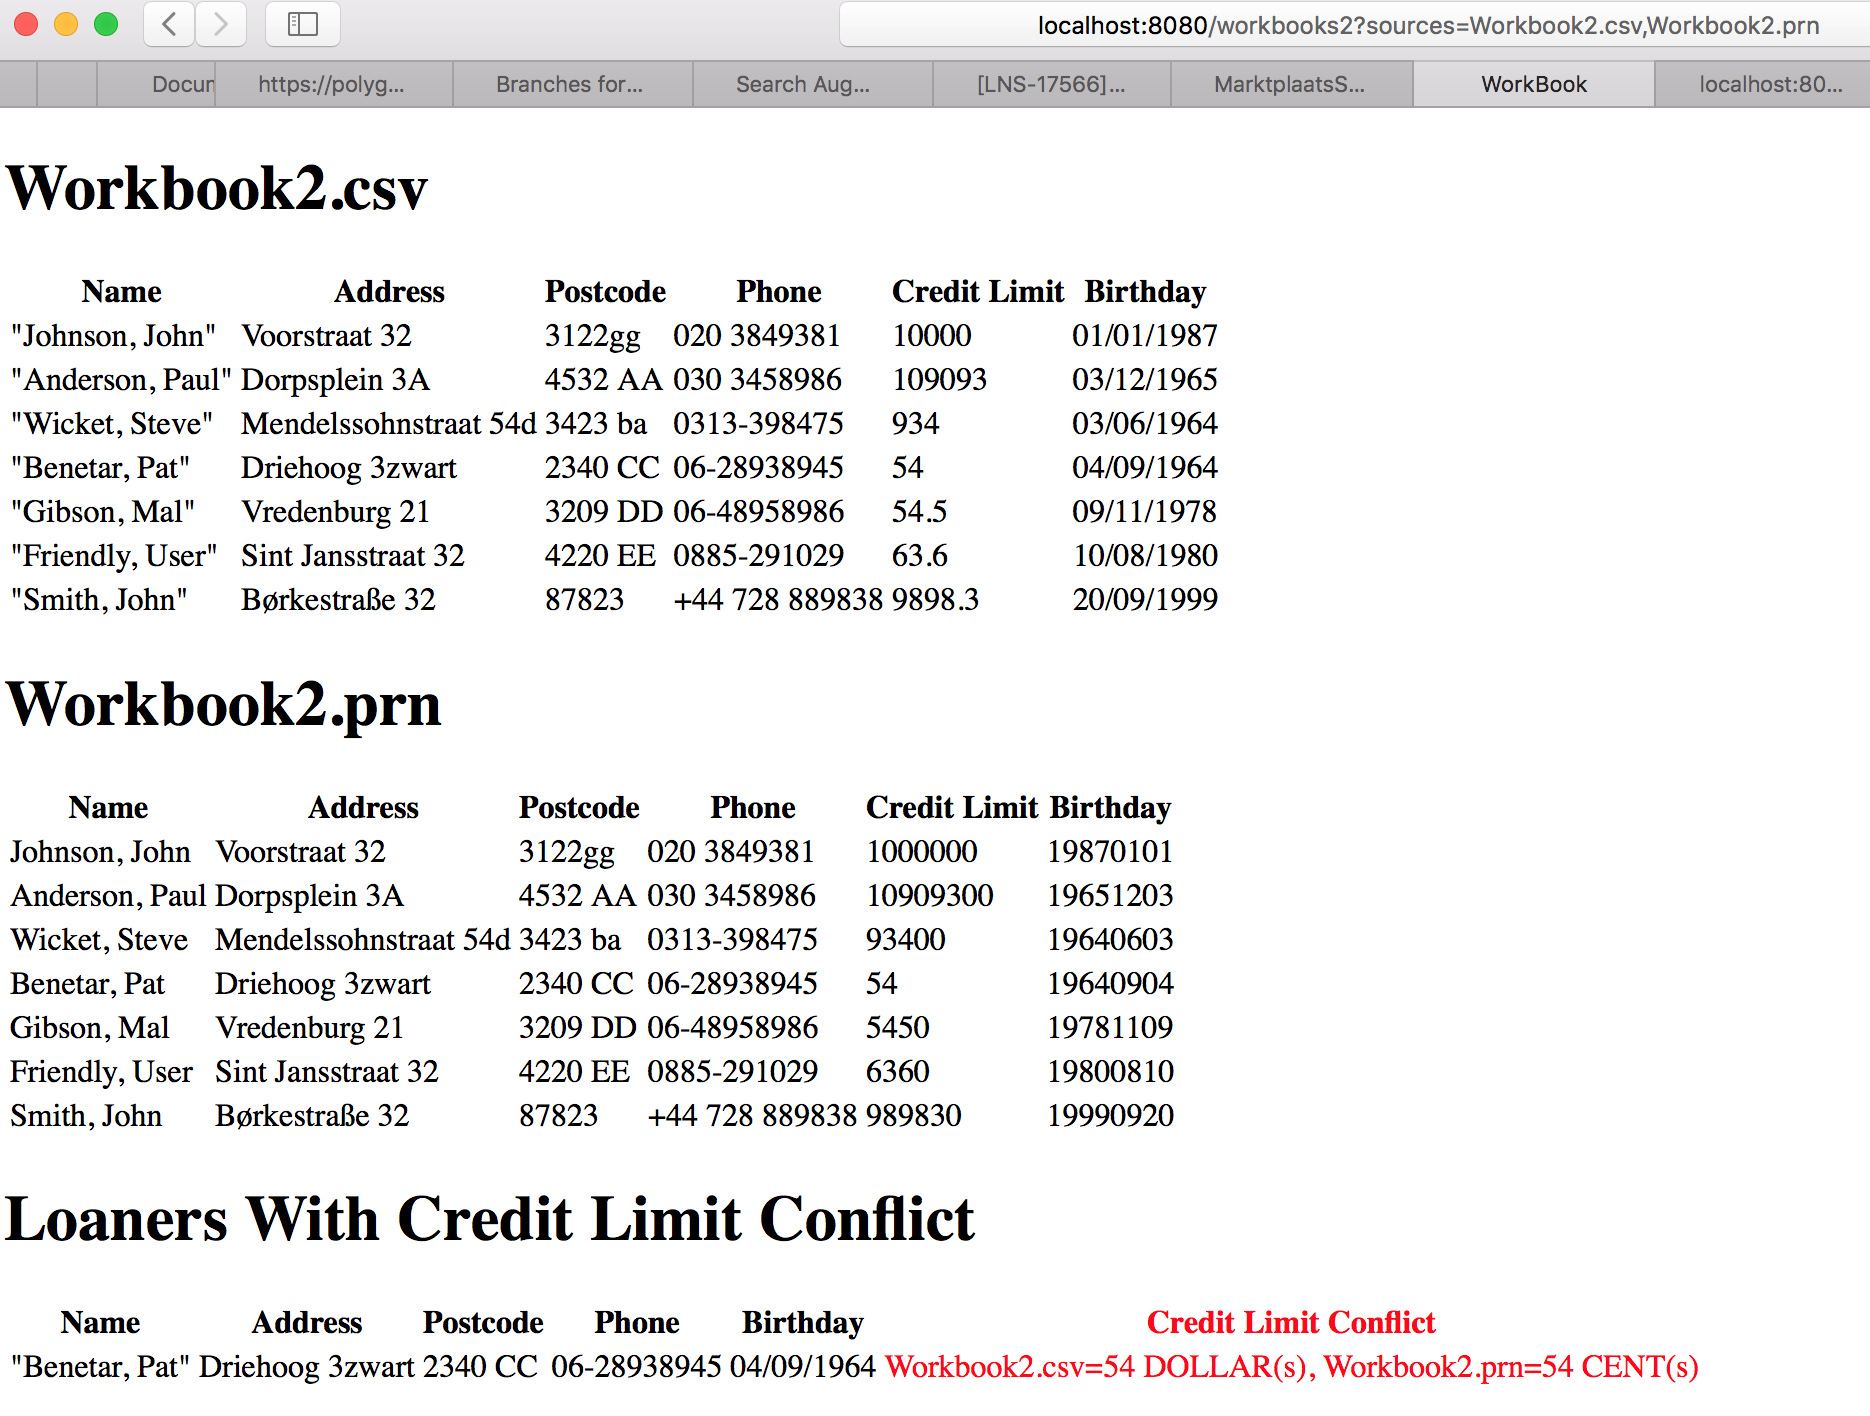 localhost:8080/workbooks2?sources=Workbook2.csv,Workbook2.prn
Docur https://polyg... Branches for... Search Aug... [LNS-17566]... MarktplaatsS... WorkBook localhost:80...
Workbook2.csv
Name Address Postcode Phone Credit Limit Birthday
"Johnson, John" Voorstraat 32 3122gg 020 3849381 10000 01/01/1987
"Anderson, Paul" Dorpsplein 3A 4532 AA 030 3458986 109093 03/12/1965
"Wicket, Steve" Mendelssohnstraat 54d 3423 ba 0313-398475 934 03/06/1964
"Benetar, Pat" Driehoog 3zwart 2340 CC 06-28938945 54 04/09/1964
"Gibson, Mal" Vredenburg 21 3209 DD 06-48958986 54.5 09/11/1978
"Friendly, User" Sint Jansstraat 32 4220 EE 0885-291029 63.6 10/08/1980
"Smith, John" Børkestraße 32 87823 +44 728 889838 9898.3 20/09/1999
Workbook2.prn
Name Address Postcode Phone Credit Limit Birthday
Johnson, John Voorstraat 32 3122gg 020 3849381 1000000 19870101
Anderson, Paul Dorpsplein 3A 4532 AA 030 3458986 10909300 19651203
Wicket, Steve Mendelssohnstraat 54d 3423 ba 0313-398475 93400 19640603
Benetar, Pat Driehoog 3zwart 2340 CC 06-28938945 54 19640904
Gibson, Mal Vredenburg 21 3209 DD 06-48958986 5450 19781109
Friendly, User Sint Jansstraat 32 4220 EE 0885-291029 6360 19800810
Smith, John Børkestraße 32 87823 +44 728 889838 989830 19990920
Loaners With Credit Limit Conflict
Name Address Postcode Phone Birthday Credit Limit Conflict
"Benetar, Pat" Driehoog 3zwart 2340 CC 06-28938945 04/09/1964 Workbook2.csv=54 DOLLAR(s), Workbook2.prn=54 CENT(s)